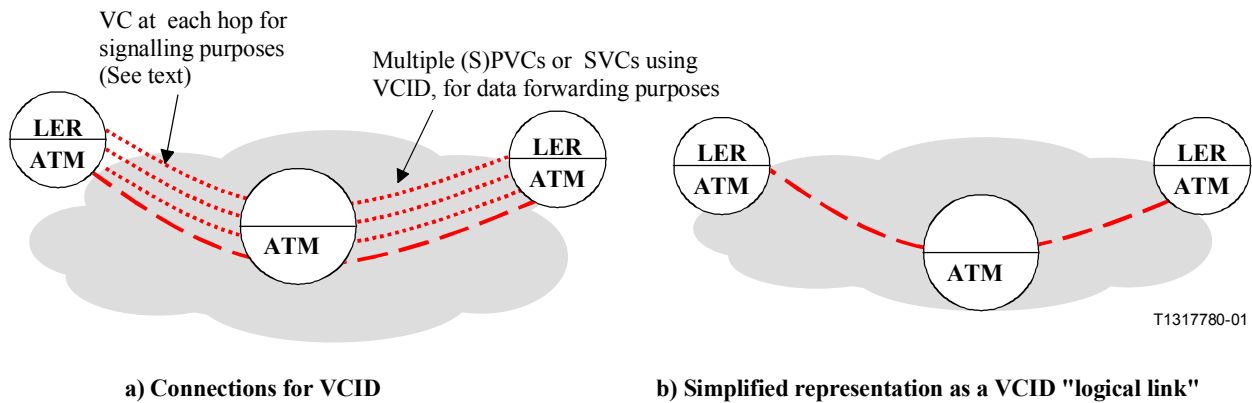 VC at each hop for
signalling purposes
(See text)
Multiple (S)PVCs or SVCs using
VCID, for data forwarding purposes
LER
ATM
ATM
LER
ATM
LER
ATM
ATM
LER
ATM
T1317780-01
a) Connections for VCID
b) Simplified representation as a VCID "logical link"